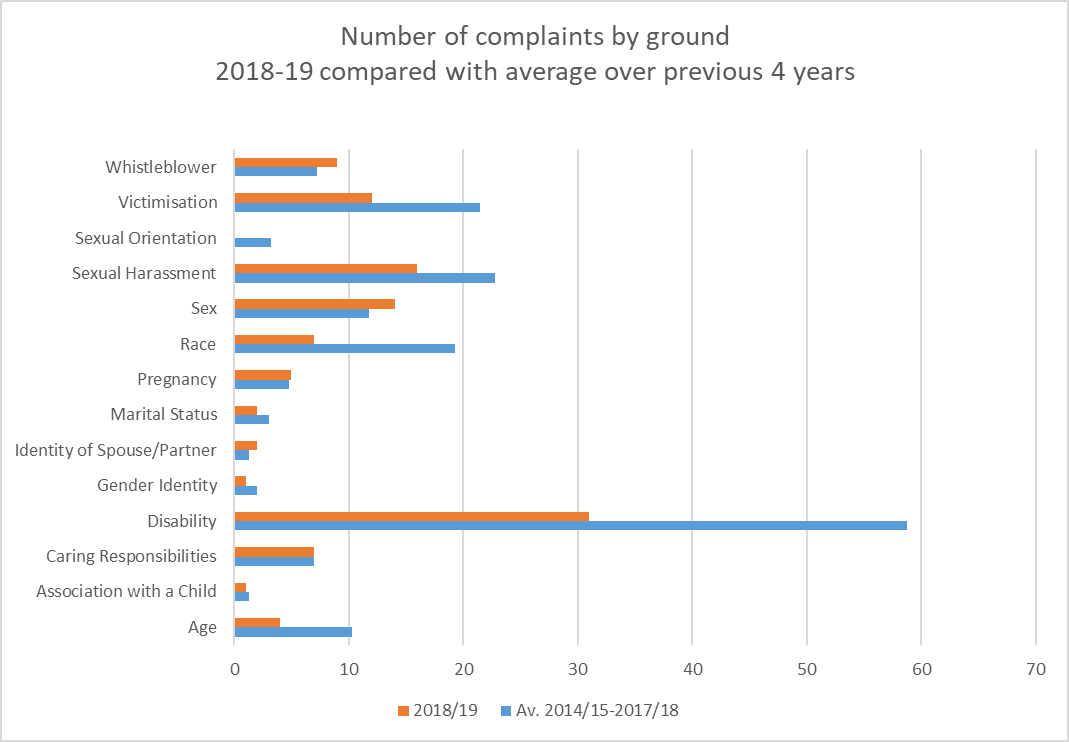 Number of complaints by ground
2018-19 compared with average over previous 4 years
Whistleblower
Victimisation
Sexual Orientation
Sexual Harassment
Sex
Race
Pregnancy
Marital Status
Identity of Spouse/Partner
Gender Identity
Disability
Caring Responsibilities
Association with a Child
Age
0 10 20 30 40 50 60 70
2018/19 Av. 2014/15-2017/18